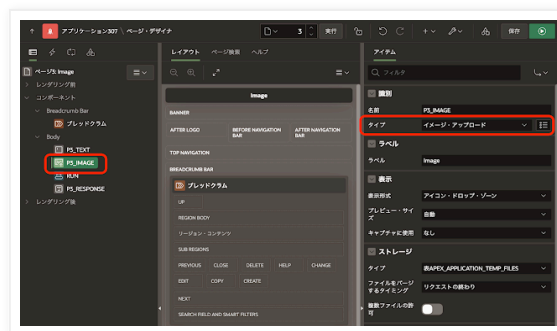 アプリケーション307 \ ページ・デザイナ
3
実行
保存
ページ3: Image
レンダリング前
コンポーネント
Breadcrumb Bar
ブレッドクラム
Body
P3_TEXT
P3_IMAGE
RUN
P3_RESPONSE
レンダリング後
レイアウト
ページ検索
ヘルプ
Image
BANNER
AFTER LOGO
BEFORE NAVIGATION BAR
AFTER NAVIGATION BAR
TOP NAVIGATION
BREADCRUMB BAR
ブレッドクラム
UP
REGION BODY
リージョン・コンテンツ
SUB REGIONS
PREVIOUS
CLOSE
DELETE
HELP
CHANGE
EDIT
COPY
CREATE
NEXT
SEARCH FIELD AND SMART FILTERS
アイテム
フィルタ
識別
名前
P3_IMAGE
タイプ
イメージ・アップロード
ラベル
ラベル
Image
表示
表示形式
アイコン・ドロップ・ゾーン
プレビュー・サイズ
自動
キャプチャに使用
なし
ストレージ
タイプ
表APEX_APPLICATION_TEMP_FILES
ファイルをパージするタイミング
リクエストの終わり
複数ファイルの許可